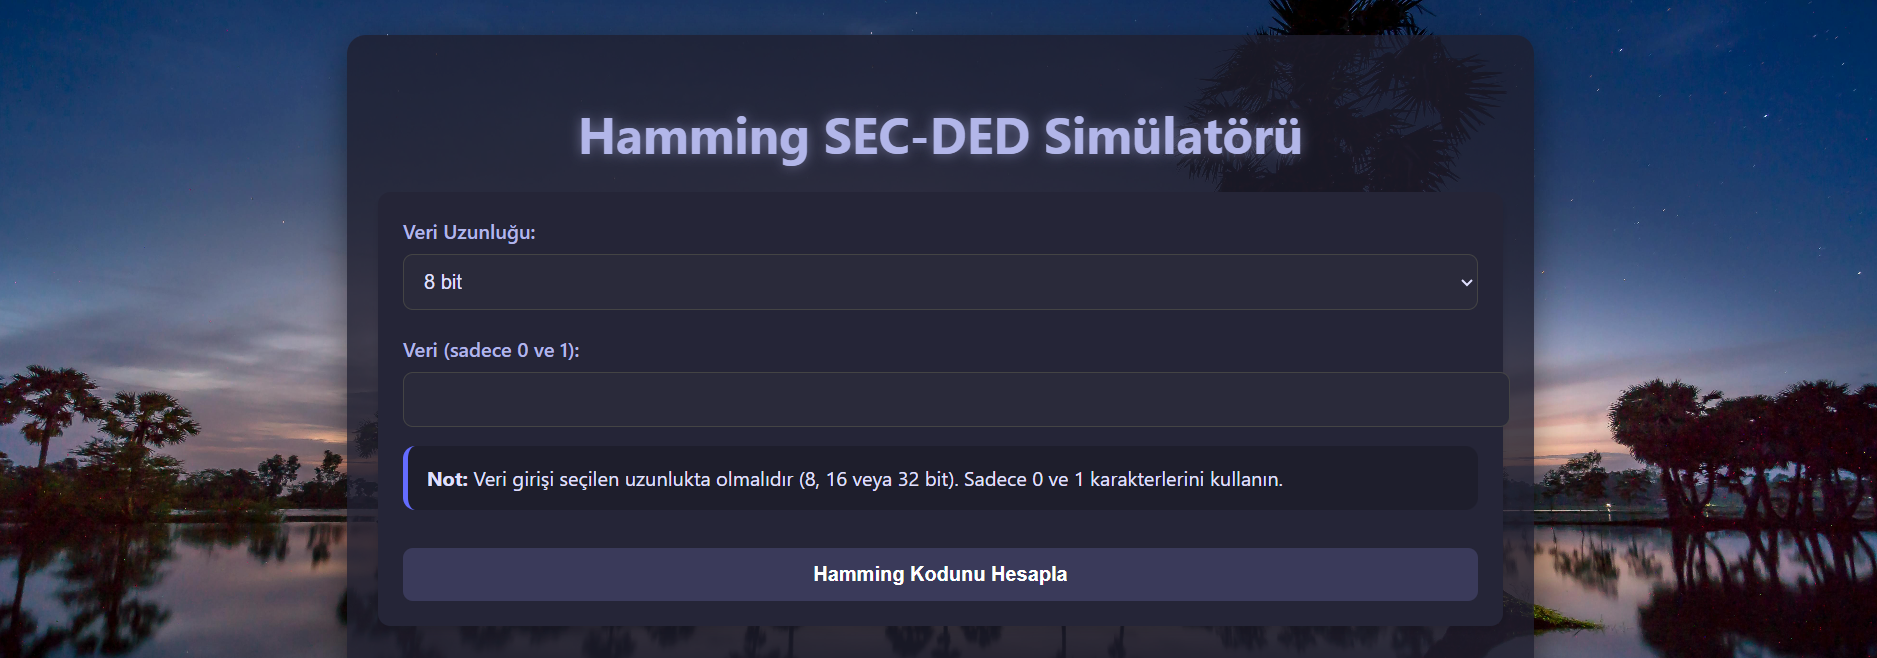 Hamming SEC-DED Simülatörü
Veri Uzunluğu:
8 bit
Veri (sadece 0 ve 1):
Not: Veri girişi seçilen uzunlukta olmalıdır (8, 16 veya 32 bit). Sadece 0 ve 1 karakterlerini kullanın.
Hamming Kodunu Hesapla